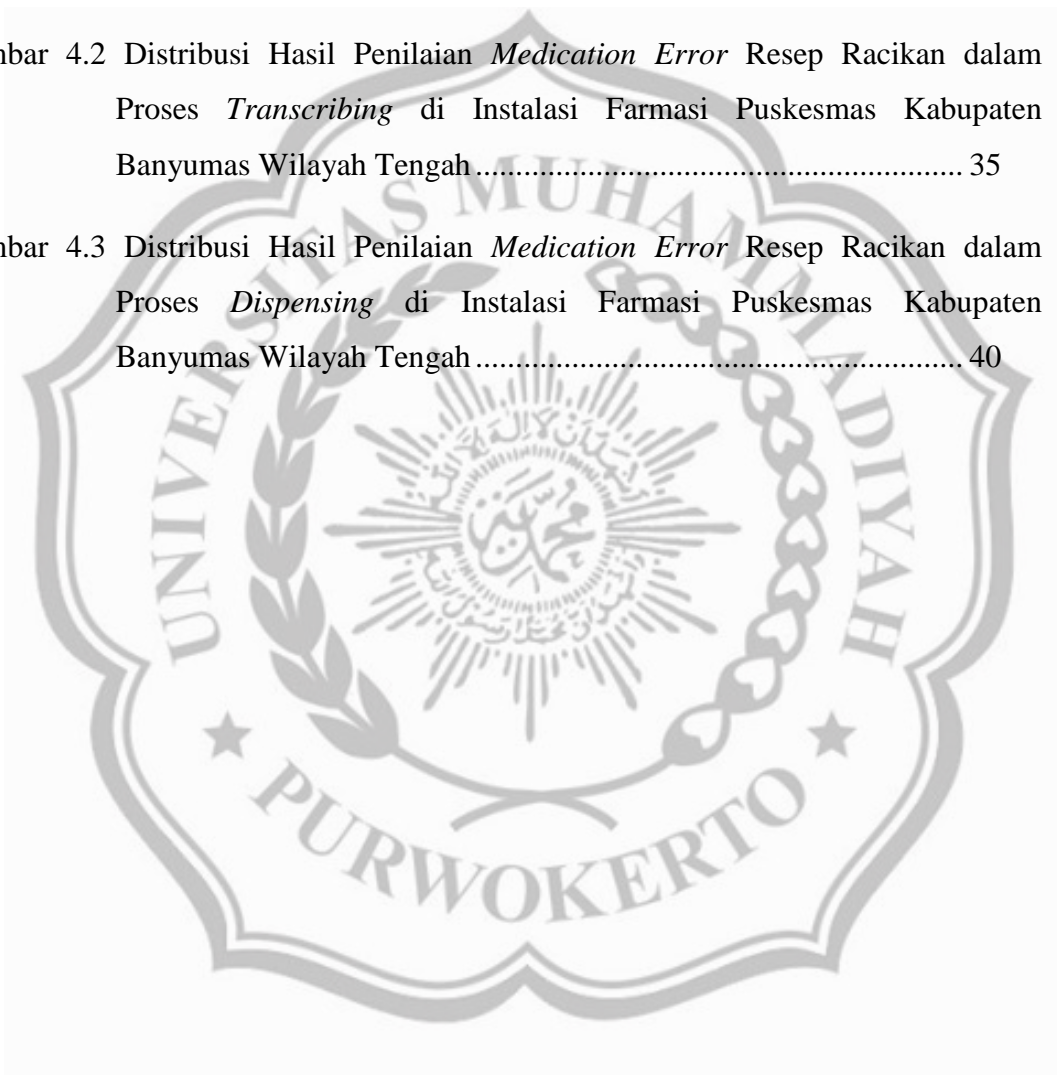 mbar 4.2 Distribusi Hasil Penilaian Medication Error Resep Racikan dalam
Proses Transcribing di Instalasi Farmasi Puskesmas Kabupaten
Banyumas Wilayah Tengah ..................................................... 35
mbar 4.3 Distribusi Hasil Penilaian Medication Error Resep Racikan dalam
Proses Dispensing di Instalasi Farmasi Puskesmas Kabupaten
Banyumas Wilayah Tengah ..................................................... 40
UNIVERSITAS MUHAMMADIYAH
PURWOKERTO